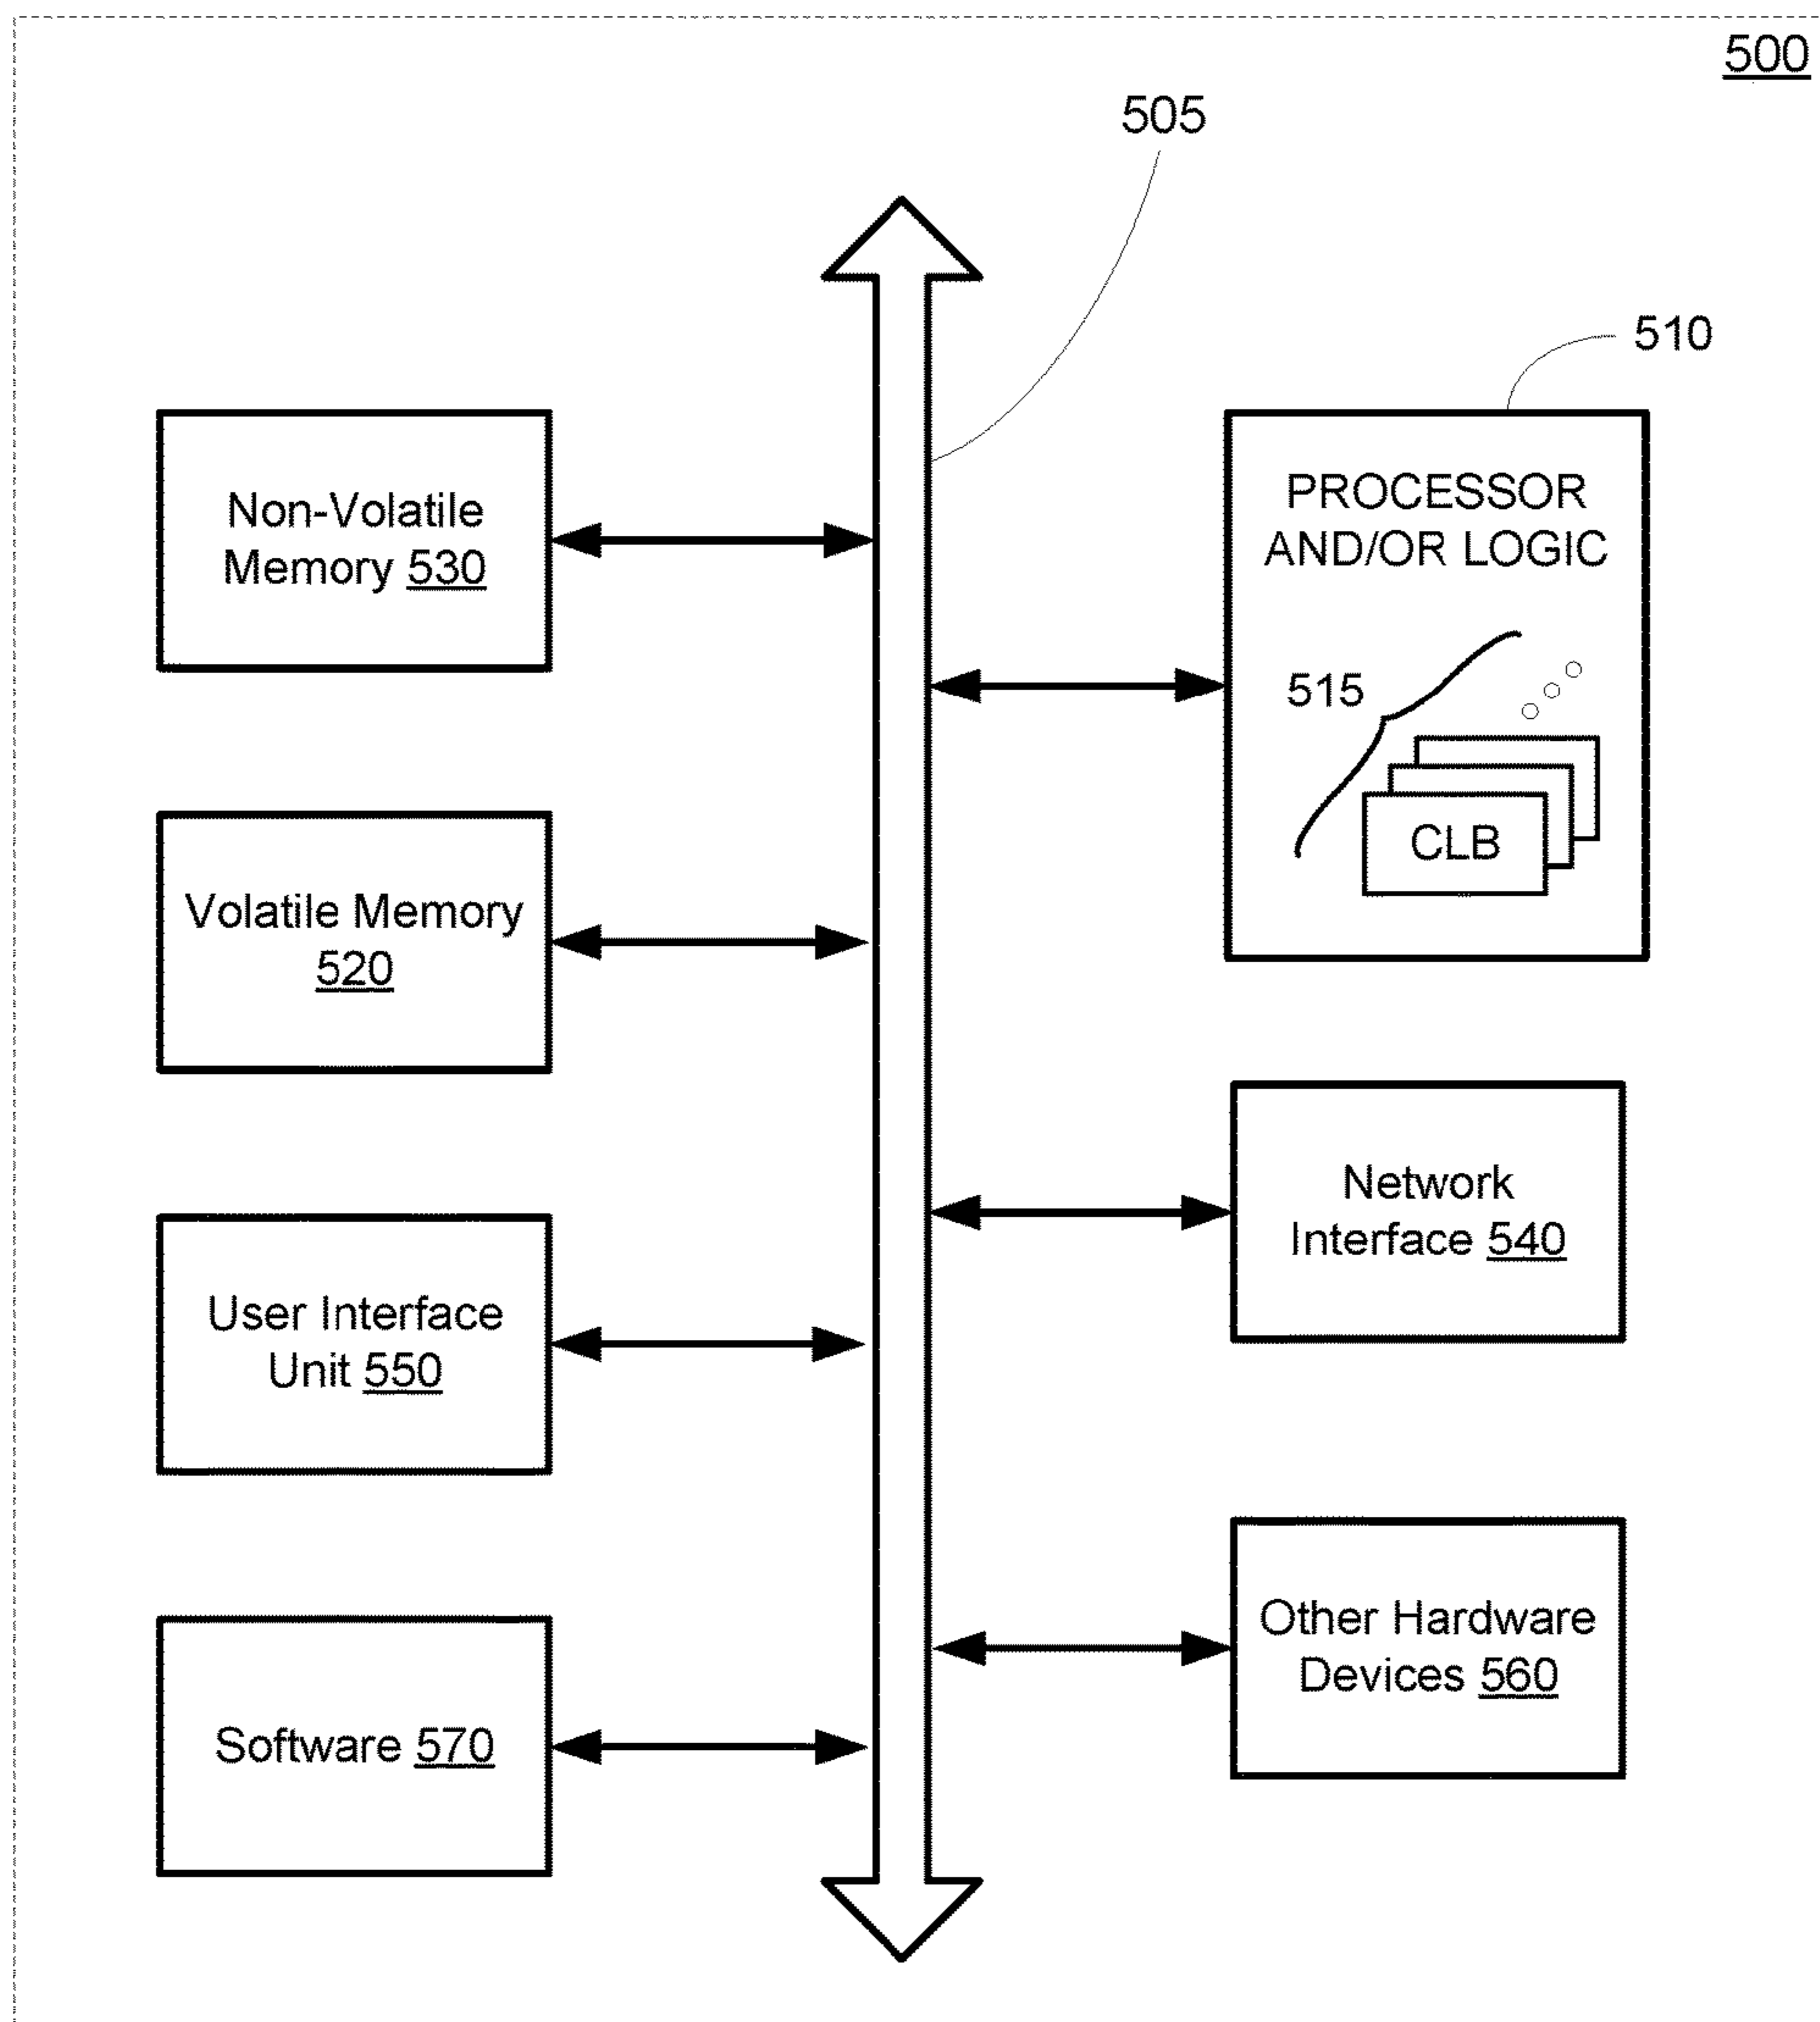 500
505
510
Non-Volatile
Memory 530
PROCESSOR
AND/OR LOGIC
515
CLB
Volatile Memory
520
Network
Interface 540
User Interface
Unit 550
Other Hardware
Devices 560
Software 570